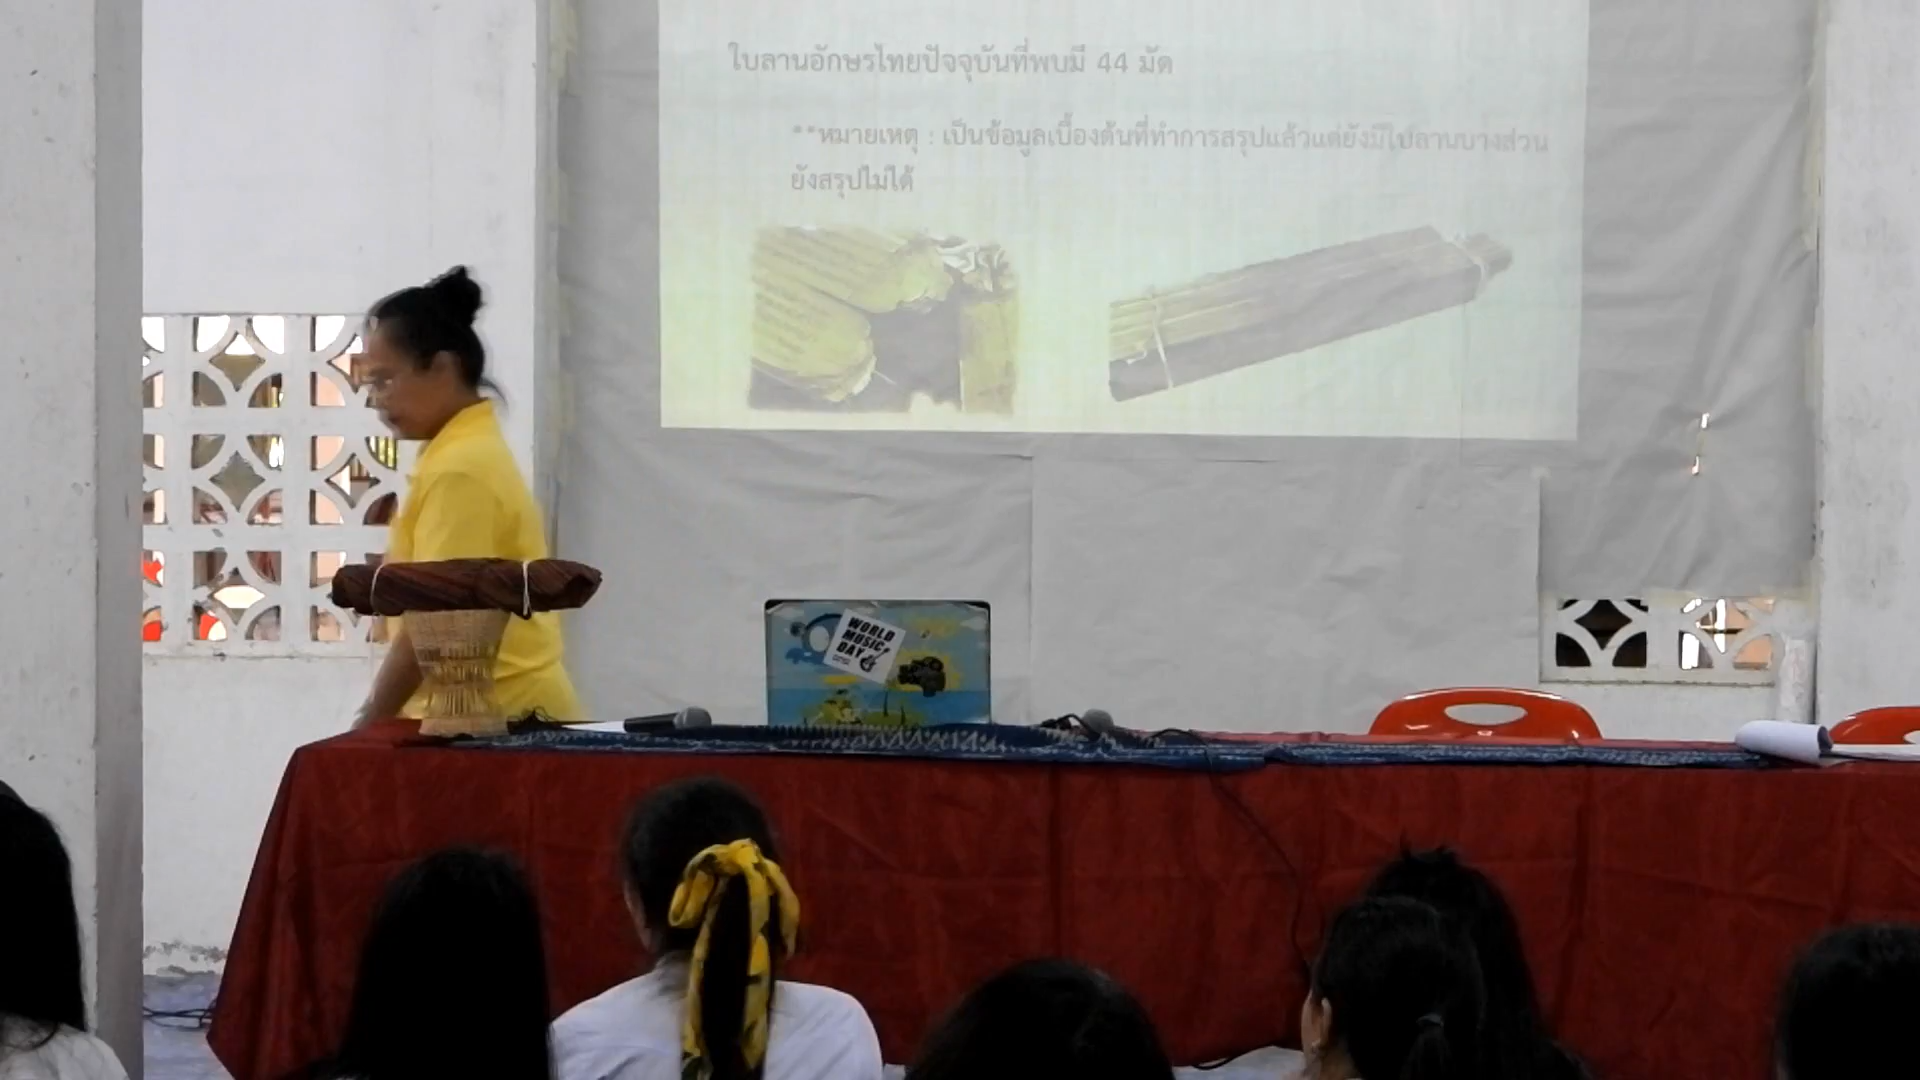 ใบลานอักษรไทยปัจจุบันที่พบมี 44 มัด
**หมายเหตุ : เป็นข้อมูลเบื้องต้นที่ทำการสรุปแล้วแต่ยังมีใบลานบางส่วน
ยังสรุปไม่ได้
WORLD
MUSIC
DAY